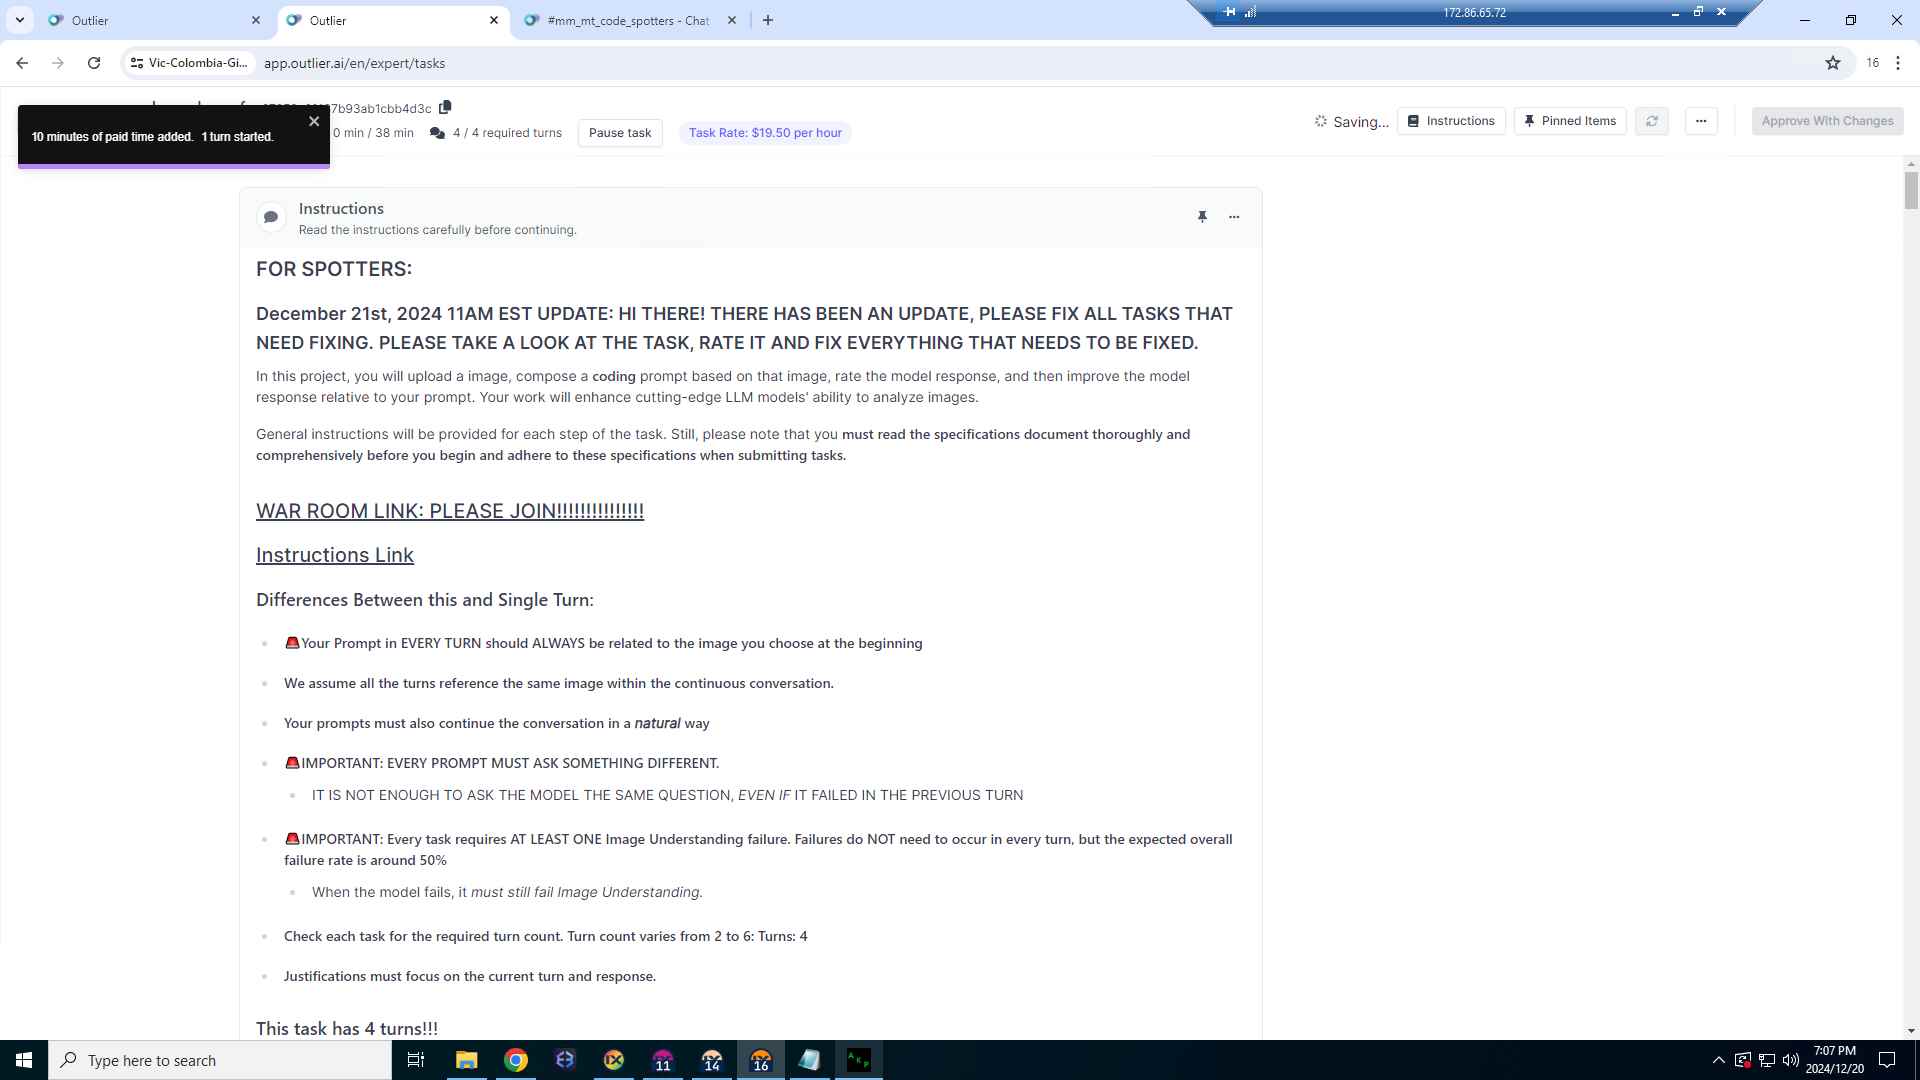 Outlier
Outlier
#mm_mt_code_spotters - Chat
172.86.65.72
Vic-Colombia-Gi...
app.outlier.ai/en/expert/tasks
16
7b93ab1cbb4d3c
10 minutes of paid time added. 1 turn started.
0 min / 38 min
4 / 4 required turns
Pause task
Task Rate: $19.50 per hour
Saving...
Instructions
Pinned Items
Approve With Changes
Instructions
Read the instructions carefully before continuing.
FOR SPOTTERS:
December 21st, 2024 11AM EST UPDATE: HI THERE! THERE HAS BEEN AN UPDATE, PLEASE FIX ALL TASKS THAT
NEED FIXING. PLEASE TAKE A LOOK AT THE TASK, RATE IT AND FIX EVERYTHING THAT NEEDS TO BE FIXED.
In this project, you will upload a image, compose a coding prompt based on that image, rate the model response, and then improve the model
response relative to your prompt. Your work will enhance cutting-edge LLM models' ability to analyze images.
General instructions will be provided for each step of the task. Still, please note that you must read the specifications document thoroughly and
comprehensively before you begin and adhere to these specifications when submitting tasks.
WAR ROOM LINK: PLEASE JOIN!!!!!!!!!!!!!!!
Instructions Link
Differences Between this and Single Turn:
🚨Your Prompt in EVERY TURN should ALWAYS be related to the image you choose at the beginning
We assume all the turns reference the same image within the continuous conversation.
Your prompts must also continue the conversation in a natural way
🚨IMPORTANT: EVERY PROMPT MUST ASK SOMETHING DIFFERENT.
IT IS NOT ENOUGH TO ASK THE MODEL THE SAME QUESTION, EVEN IF IT FAILED IN THE PREVIOUS TURN
🚨IMPORTANT: Every task requires AT LEAST ONE Image Understanding failure. Failures do NOT need to occur in every turn, but the expected overall
failure rate is around 50%
When the model fails, it must still fail Image Understanding.
Check each task for the required turn count. Turn count varies from 2 to 6: Turns: 4
Justifications must focus on the current turn and response.
This task has 4 turns!!!
Type here to search
11
14
16
7:07 PM
2024/12/20